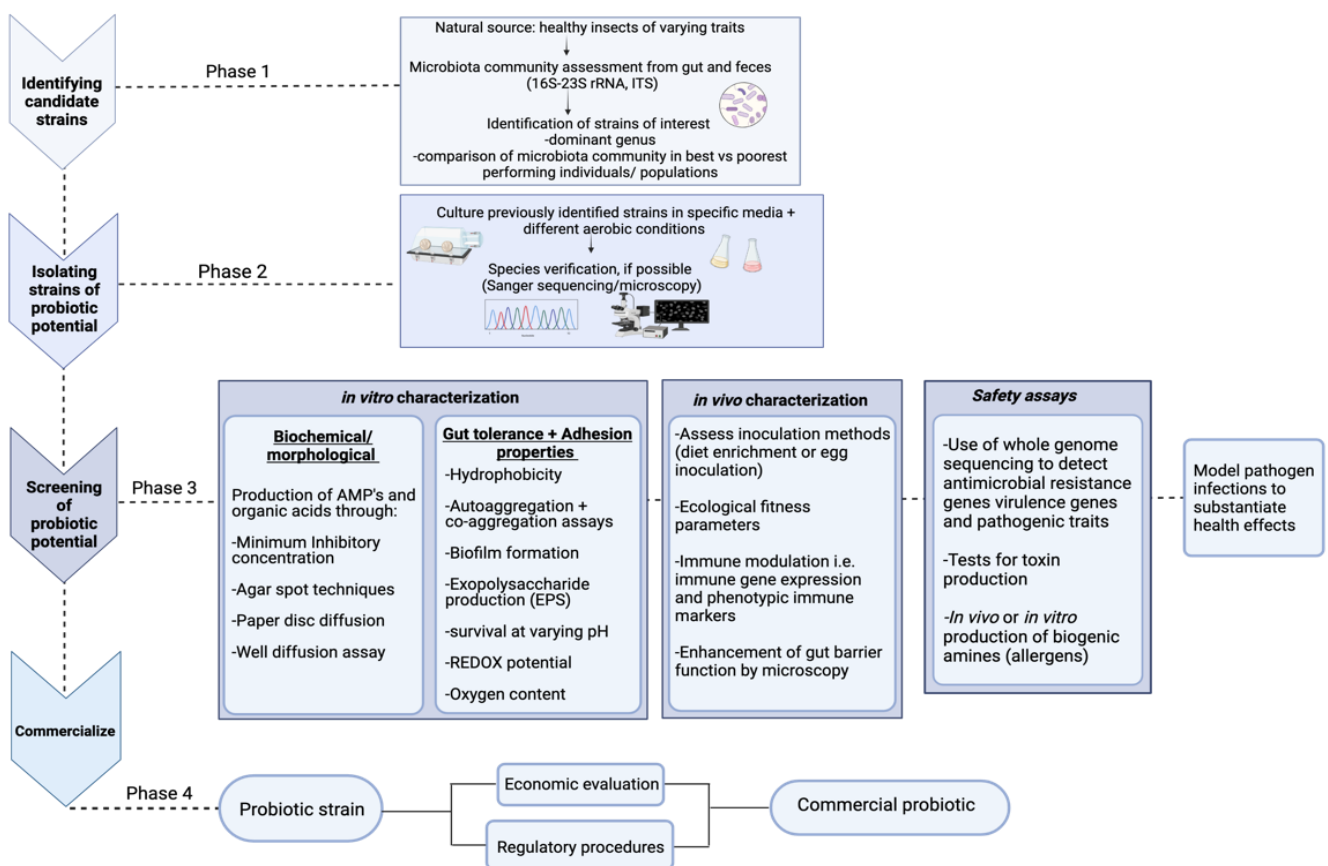 Identifying
candidate
strains
Phase 1
Natural source: healthy insects of varying traits
Microbiota community assessment from gut and feces
(16S-23S rRNA, ITS)
Identification of strains of interest
-dominant genus
-comparison of microbiota community in best vs poorest
performing individuals/ populations
Isolating
strains of
probiotic
potential
Phase 2
Culture previously identified strains in specific media +
different aerobic conditions
Species verification, if possible
(Sanger sequencing/microscopy)
Screening
of
probiotic
potential
Phase 3
in vitro characterization
Biochemical/
morphological
Production of AMP's and
organic acids through:
-Minimum Inhibitory
concentration
-Agar spot techniques
-Paper disc diffusion
-Well diffusion assay
Gut tolerance + Adhesion
properties
-Hydrophobicity
-Autoaggregation +
co-aggregation assays
-Biofilm formation
-Exopolysaccharide
production (EPS)
-survival at varying pH
-REDOX potential
-Oxygen content
in vivo characterization
-Assess inoculation methods
(diet enrichment or egg
inoculation)
-Ecological fitness
parameters
-Immune modulation i.e.
immune gene expression
and phenotypic immune
markers
-Enhancement of gut barrier
function by microscopy
Safety assays
-Use of whole genome
sequencing to detect
antimicrobial resistance
genes virulence genes
and pathogenic traits
-Tests for toxin
production
-In vivo or in vitro
production of biogenic
amines (allergens)
Model pathogen
infections to
substantiate
health effects
Commercialize
Phase 4
Probiotic strain
Economic evaluation
Regulatory procedures
Commercial probiotic